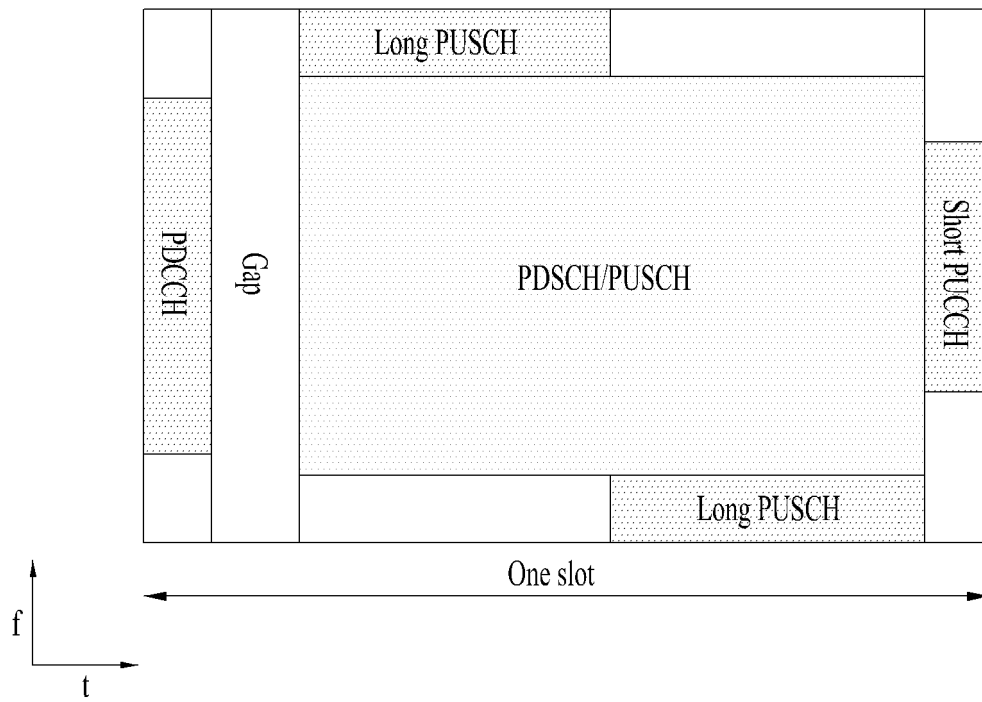 Long PUSCH
PDCCH
Gap
PDSCH/PUSCH
Short PUCCH
Long PUSCH
One slot
f
t